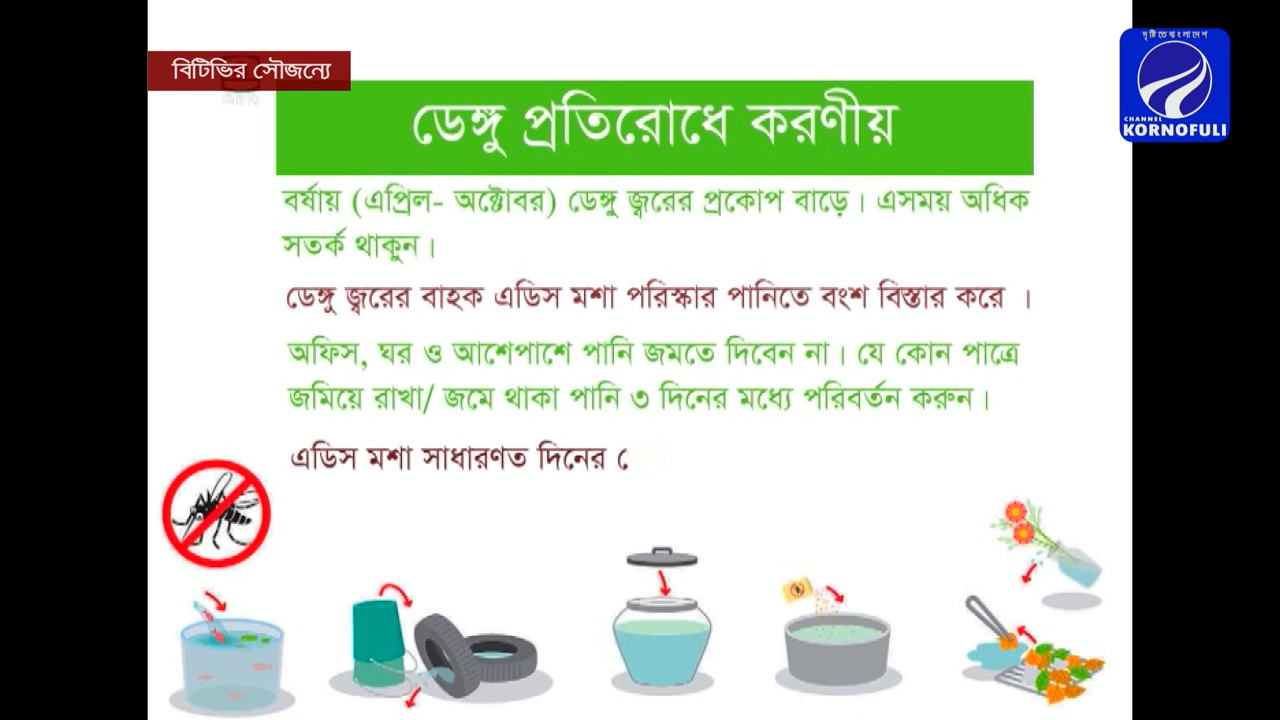 দৃষ্টিতে বাংলাদেশ
CHANNEL
KORNOFULI
বিটিভির সৌজন্যে
ডেঙ্গু প্রতিরোধে করণীয়
বর্ষায় (এপ্রিল- অক্টোবর) ডেঙ্গু জ্বরের প্রকোপ বাড়ে। এসময় অধিক
সতর্ক থাকুন।
ডেঙ্গু জ্বরের বাহক এডিস মশা পরিস্কার পানিতে বংশ বিস্তার করে ।
অফিস, ঘর ও আশেপাশে পানি জমতে দিবেন না। যে কোন পাত্রে
জমিয়ে রাখা/ জমে থাকা পানি ৩ দিনের মধ্যে পরিবর্তন করুন।
এডিস মশা সাধারণত দিনের